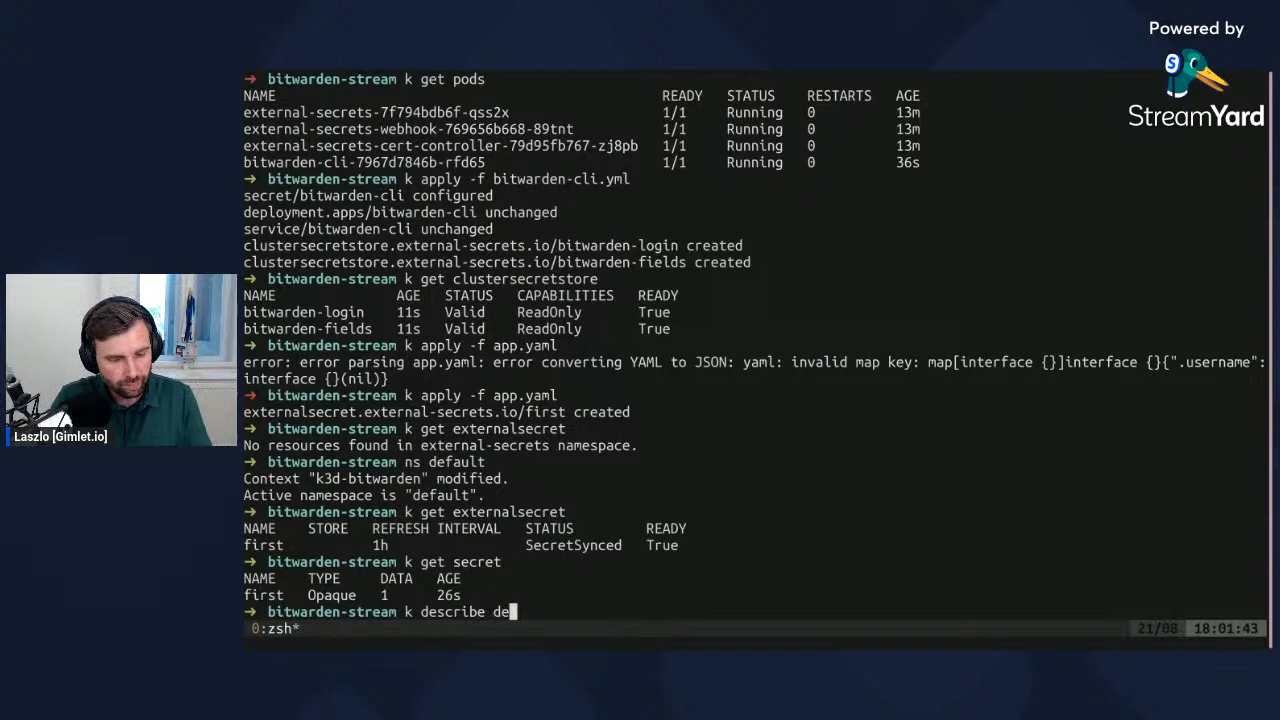 Powered by
S
StreamYard
➜ bitwarden-stream k get pods
NAME READY STATUS RESTARTS AGE
external-secrets-7f794bdb6f-qss2x 1/1 Running 0 13m
external-secrets-webhook-769656b668-89tnt 1/1 Running 0 13m
external-secrets-cert-controller-79d95fb767-zj8pb 1/1 Running 0 13m
bitwarden-cli-7967d7846b-rfd65 1/1 Running 0 36s
➜ bitwarden-stream k apply -f bitwarden-cli.yml
secret/bitwarden-cli configured
deployment.apps/bitwarden-cli unchanged
service/bitwarden-cli unchanged
clustersecretstore.external-secrets.io/bitwarden-login created
clustersecretstore.external-secrets.io/bitwarden-fields created
➜ bitwarden-stream k get clustersecretstore
NAME AGE STATUS CAPABILITIES READY
bitwarden-login 11s Valid ReadOnly True
bitwarden-fields 11s Valid ReadOnly True
➜ bitwarden-stream k apply -f app.yaml
error: error parsing app.yaml: error converting YAML to JSON: yaml: invalid map key: map[interface {}]interface {}{".username":
interface {}(nil)}
➜ bitwarden-stream k apply -f app.yaml
externalsecret.external-secrets.io/first created
➜ bitwarden-stream k get externalsecret
No resources found in external-secrets namespace.
➜ bitwarden-stream ns default
Context "k3d-bitwarden" modified.
Active namespace is "default".
➜ bitwarden-stream k get externalsecret
NAME STORE REFRESH INTERVAL STATUS READY
first 1h SecretSynced True
➜ bitwarden-stream k get secret
NAME TYPE DATA AGE
first Opaque 1 26s
➜ bitwarden-stream k describe de
0:zsh* 21/08 18:01:43
Laszlo [Gimlet.io]